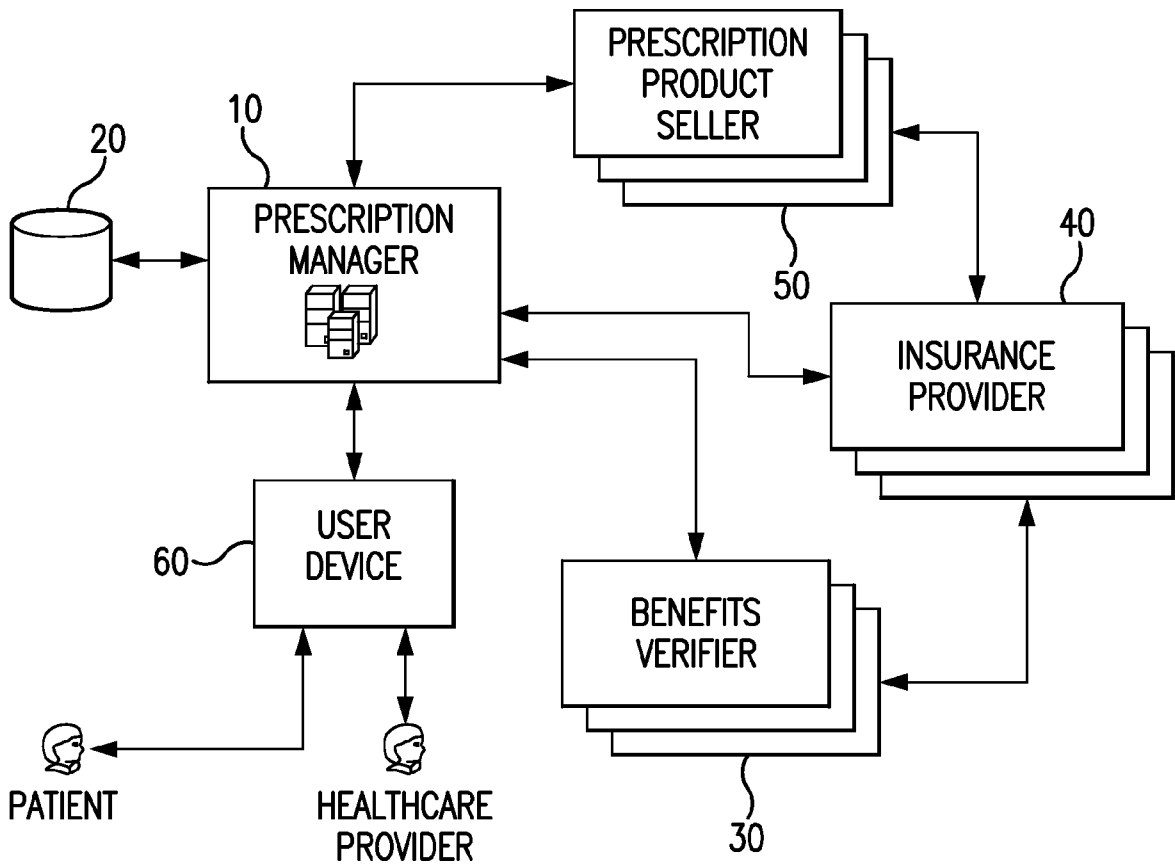 PRESCRIPTION
PRODUCT
SELLER
10
20
PRESCRIPTION
MANAGER
50
40
INSURANCE
PROVIDER
USER
DEVICE
60
BENEFITS
VERIFIER
PATIENT
HEALTHCARE
PROVIDER
30